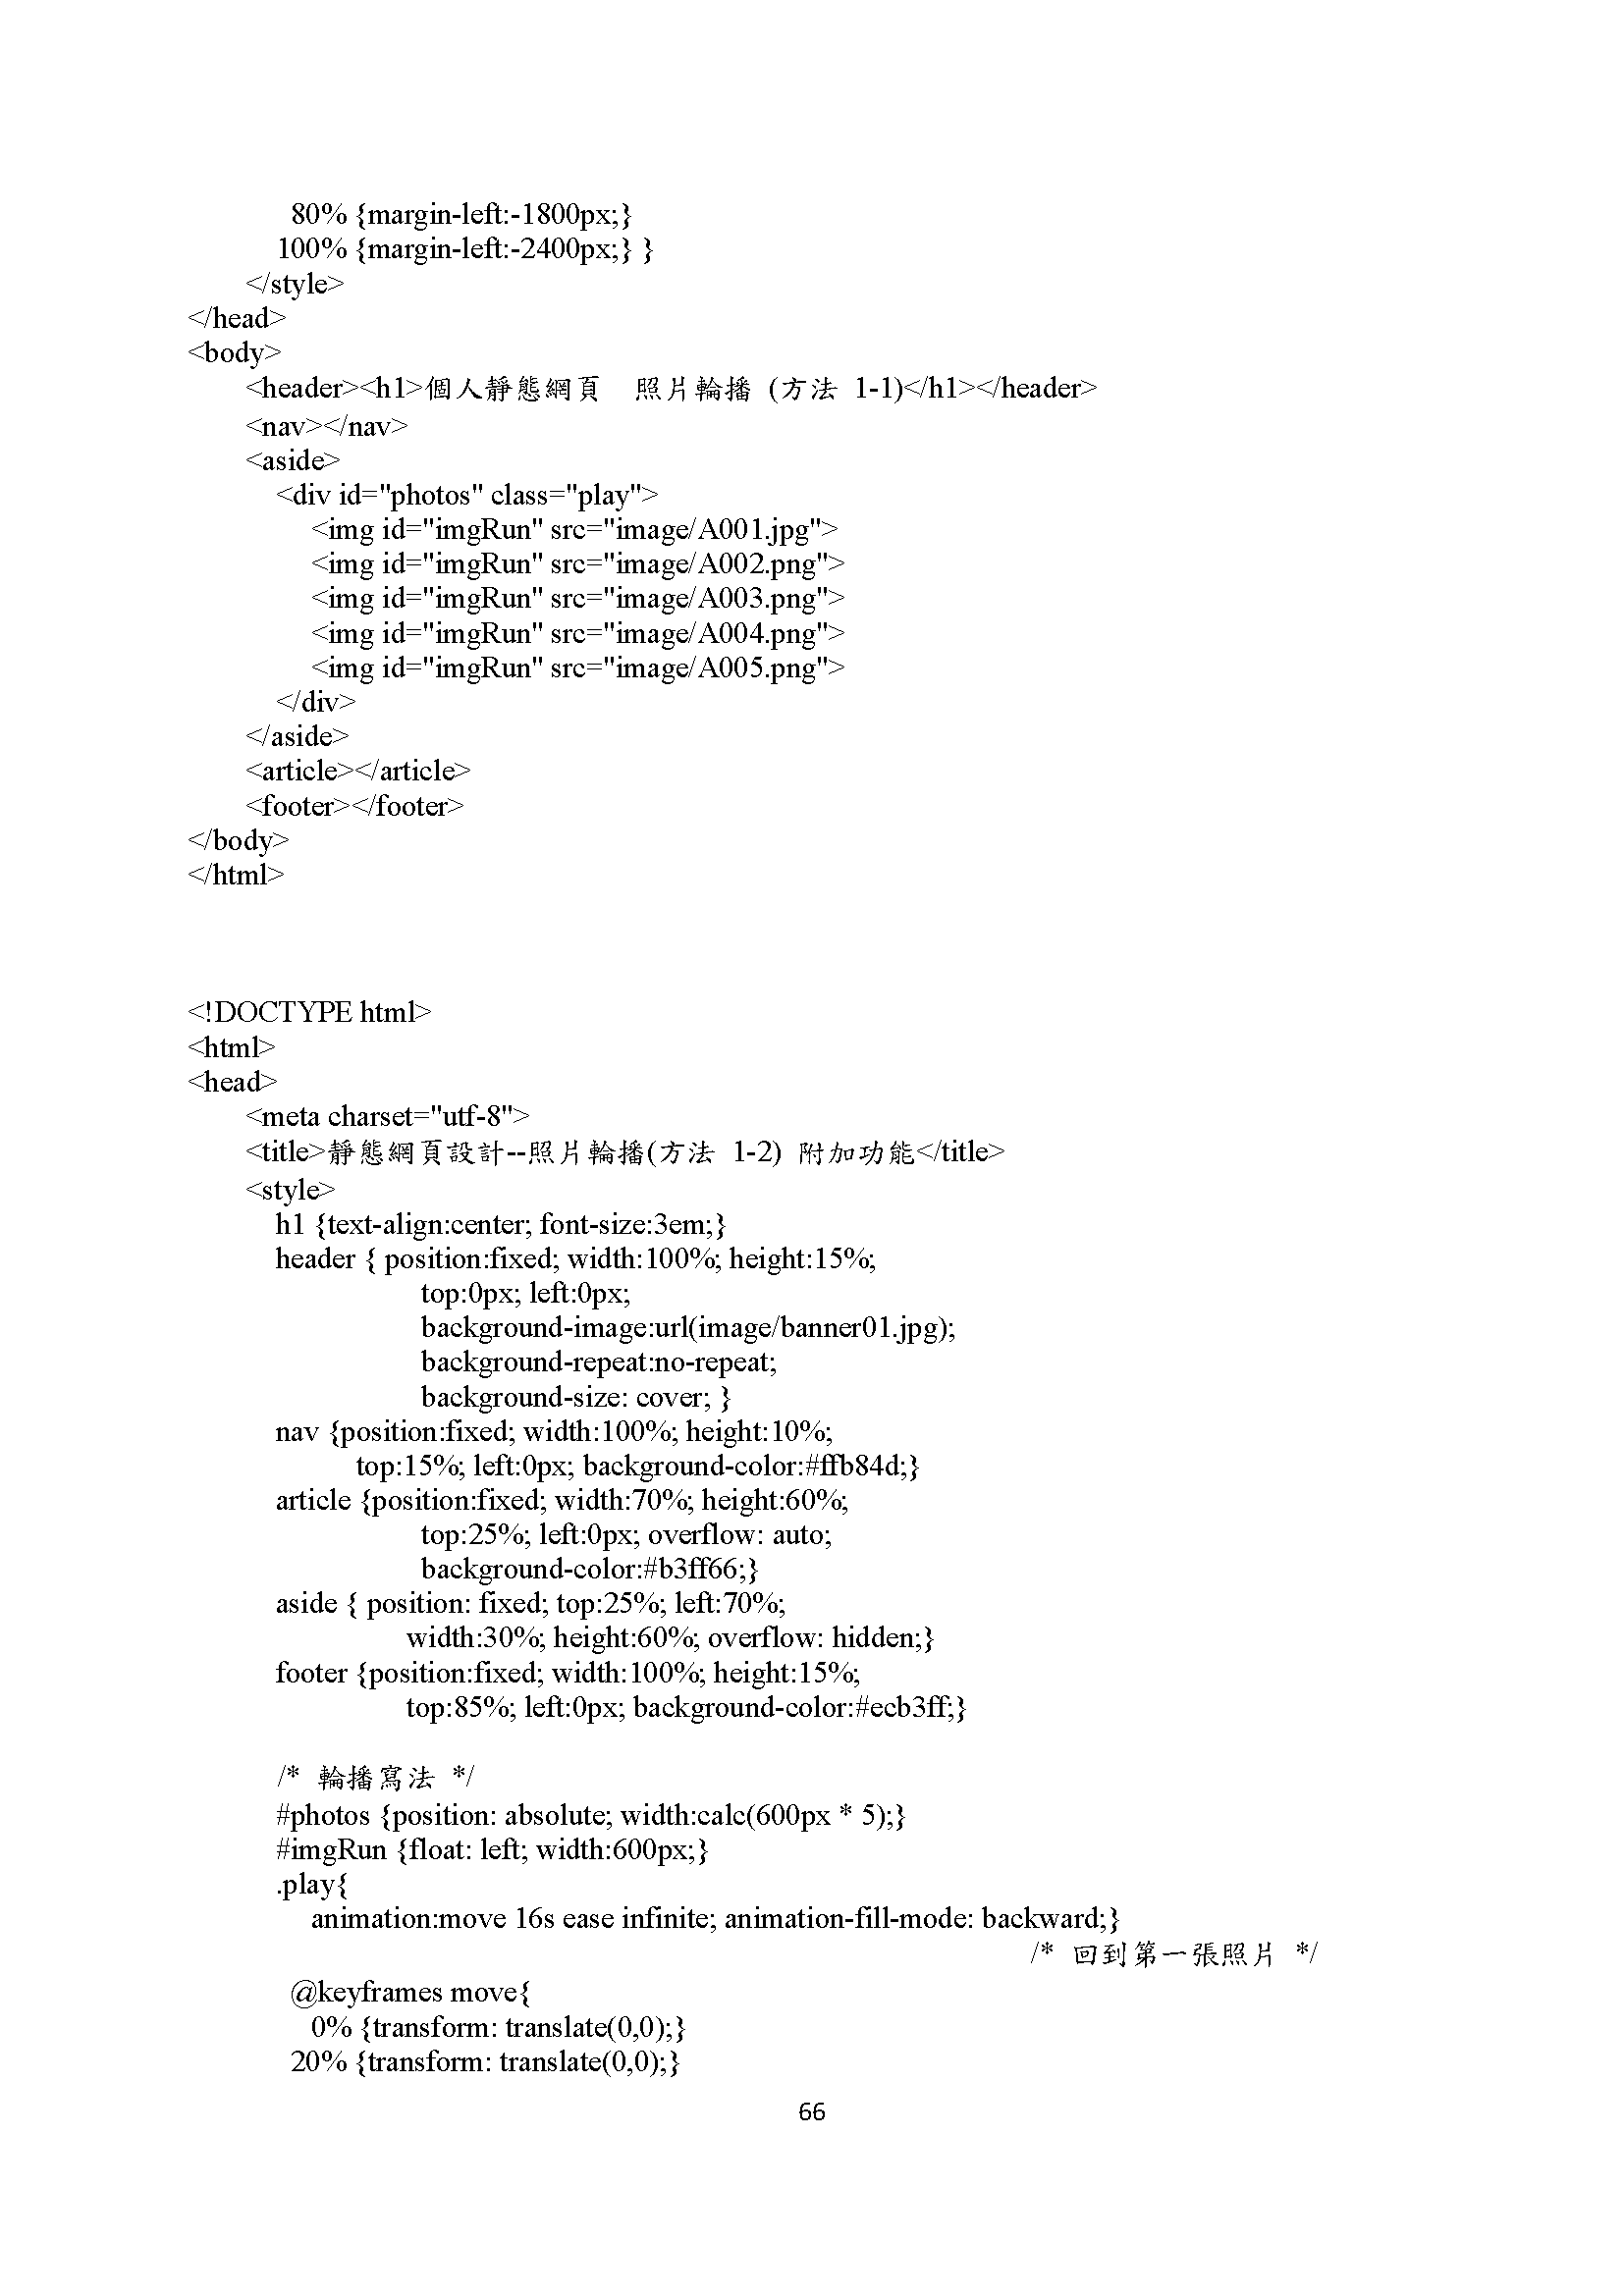 80% {margin-left:-1800px;}
100% {margin-left:-2400px;} }
</style>
</head>
<body>
<header><h1>個人靜態網頁　照片輪播 (方法 1-1)</h1></header>
<nav></nav>
<aside>
<div id="photos" class="play">
<img id="imgRun" src="image/A001.jpg">
<img id="imgRun" src="image/A002.png">
<img id="imgRun" src="image/A003.png">
<img id="imgRun" src="image/A004.png">
<img id="imgRun" src="image/A005.png">
</div>
</aside>
<article></article>
<footer></footer>
</body>
</html>
<!DOCTYPE html>
<html>
<head>
<meta charset="utf-8">
<title>靜態網頁設計--照片輪播(方法 1-2) 附加功能</title>
<style>
h1 {text-align:center; font-size:3em;}
header { position:fixed; width:100%; height:15%;
top:0px; left:0px;
background-image:url(image/banner01.jpg);
background-repeat:no-repeat;
background-size: cover; }
nav {position:fixed; width:100%; height:10%;
top:15%; left:0px; background-color:#ffb84d;}
article {position:fixed; width:70%; height:60%;
top:25%; left:0px; overflow: auto;
background-color:#b3ff66;}
aside { position: fixed; top:25%; left:70%;
width:30%; height:60%; overflow: hidden;}
footer {position:fixed; width:100%; height:15%;
top:85%; left:0px; background-color:#ecb3ff;}
/* 輪播寫法 */
#photos {position: absolute; width:calc(600px * 5);}
#imgRun {float: left; width:600px;}
.play{
animation:move 16s ease infinite; animation-fill-mode: backward;}
/* 回到第一張照片 */
@keyframes move{
0% {transform: translate(0,0);}
20% {transform: translate(0,0);}
66